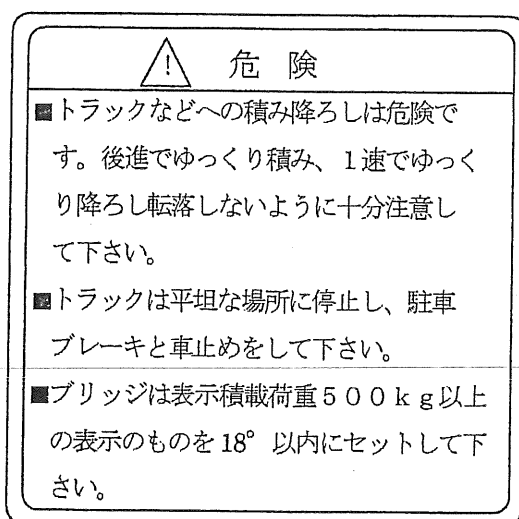 危険
■トラックなどへの積み降ろしは危険で
す。後進でゆっくり積み、1速でゆっく
り降ろし転落しないように十分注意し
て下さい。
■トラックは平坦な場所に停止し、駐車
ブレーキと車止めをして下さい。
■ブリッジは表示積載荷重500kg以上
の表示のものを18°以内にセットして下
さい。